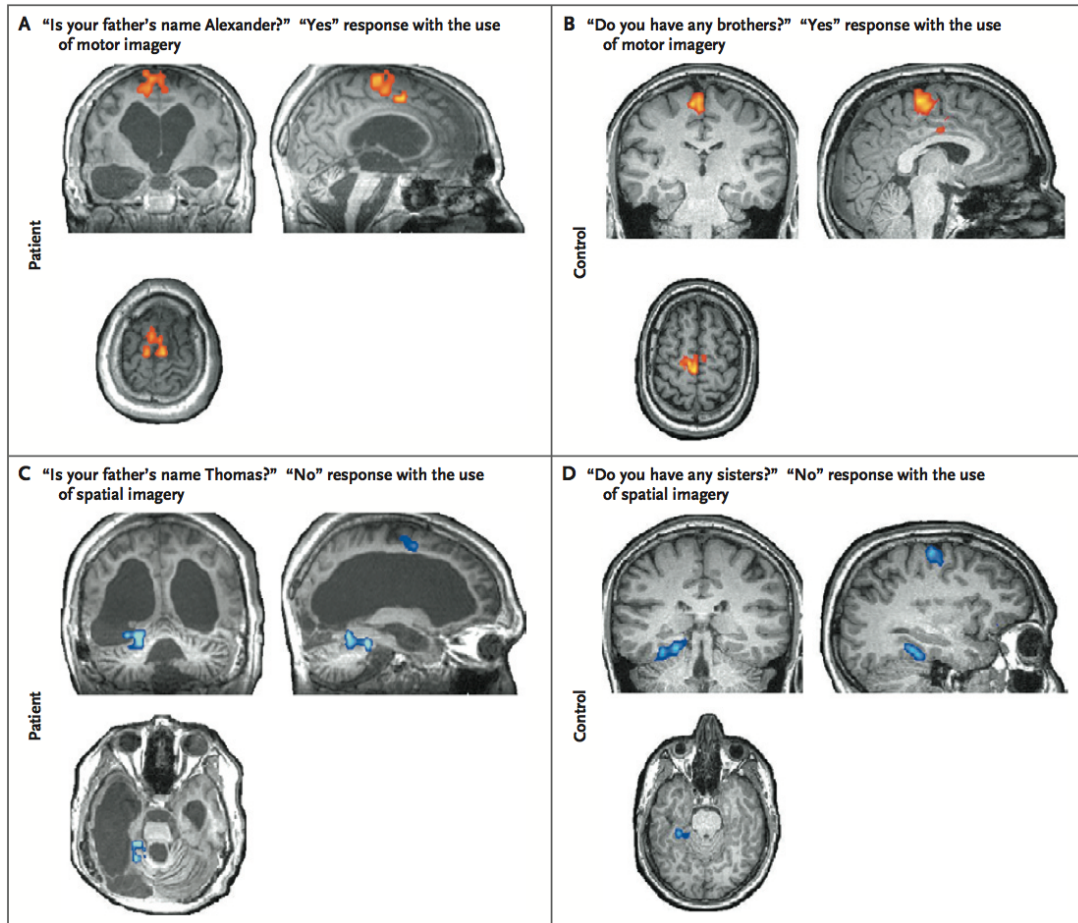 A "Is your father's name Alexander?" "Yes" response with the use
of motor imagery
Patient
B "Do you have any brothers?" "Yes" response with the use
of motor imagery
Control
C "Is your father's name Thomas?" "No" response with the use
of spatial imagery
Patient
D "Do you have any sisters?" "No" response with the use
of spatial imagery
Control